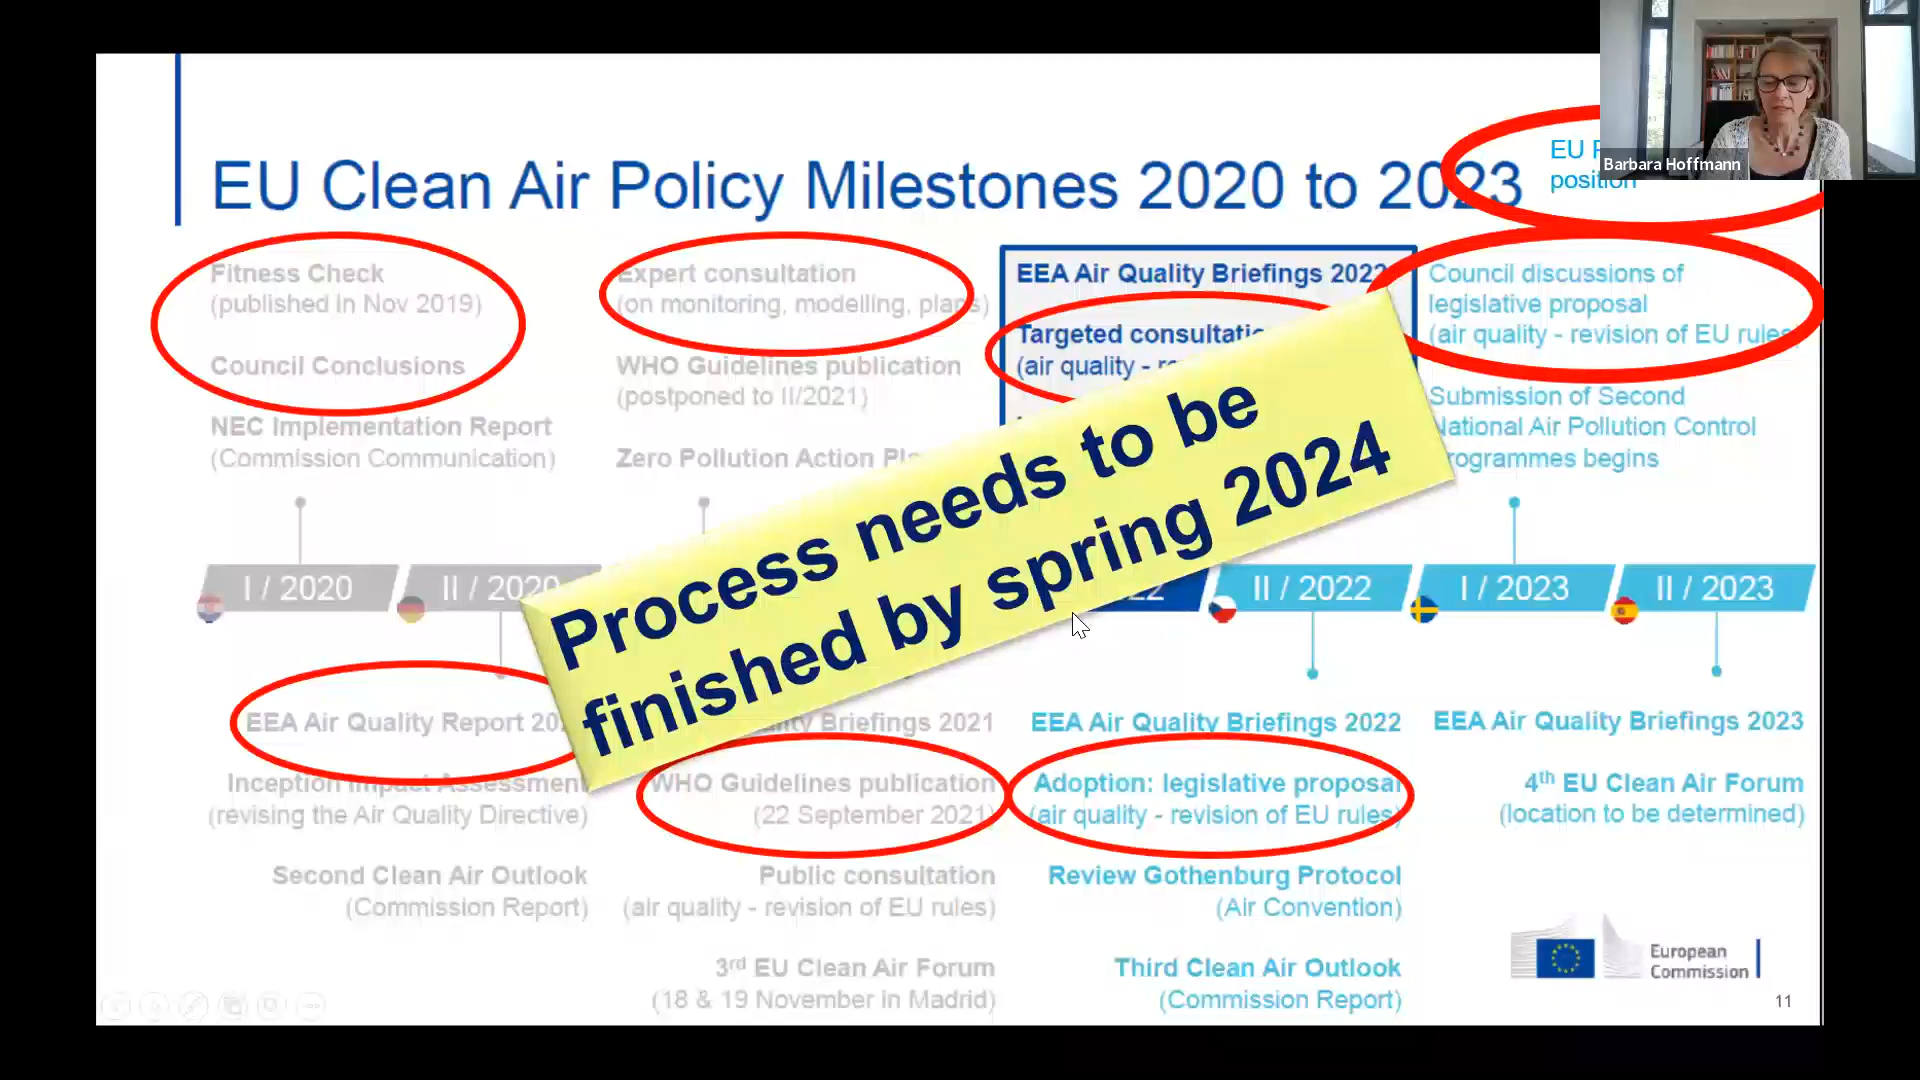 EU Clean Air Policy Milestones 2020 to 2023
EU
position
Barbara Hoffmann
Fitness Check
(published in Nov 2019)
Council Conclusions
NEC Implementation Report
(Commission Communication)
Expert consultation
(on monitoring, modelling, plans)
WHO Guidelines publication
(postponed to II/2021)
Zero Pollution Action
EEA Air Quality Briefings 2022
Targeted
(air quality -
Council discussions of
legislative proposal
(air quality - revision of EU rules
Submission of Second
National Air Pollution Control
rogrammes begins
Process needs to be
finished by spring 2024
I / 2020
II / 2020
II / 2022
I / 2023
II / 2023
EEA Air Quality Report
Inception Impact Assessment
(revising the Air Quality Directive)
Second Clean Air Outlook
(Commission Report)
Briefings 2021
WHO Guidelines publication
(22 September 2021)
Public consultation
(air quality - revision of EU rules)
3rd EU Clean Air Forum
(18 & 19 November in Madrid)
EEA Air Quality Briefings 2022
Adoption: legislative proposal
(air quality - revision of EU rules)
Review Gothenburg Protocol
(Air Convention)
Third Clean Air Outlook
(Commission Report)
EEA Air Quality Briefings 2023
4th EU Clean Air Forum
(location to be determined)
European
Commission
11